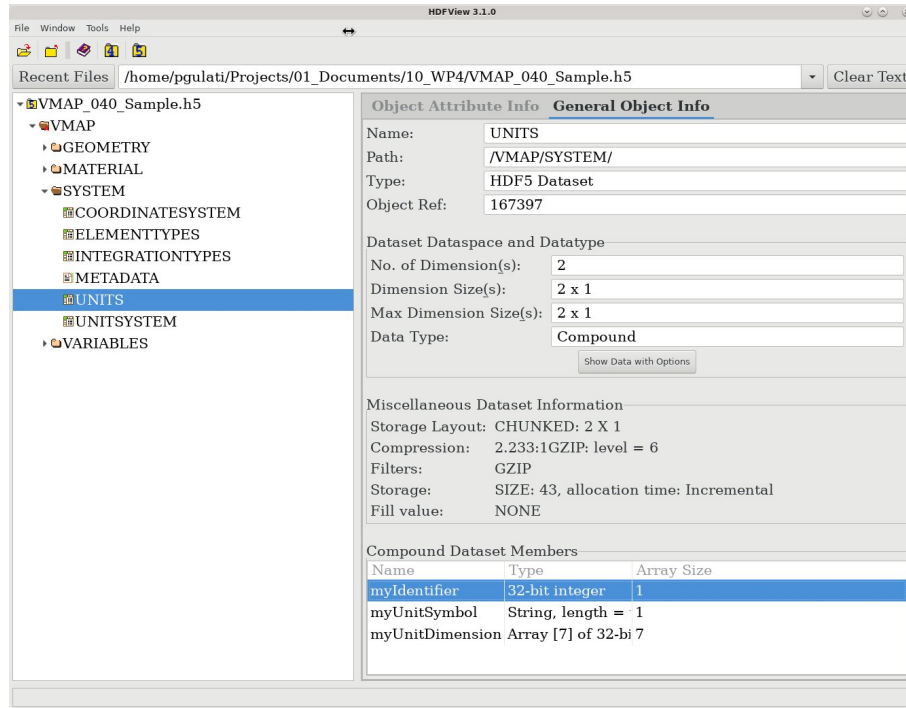 HDFView 3.1.0
File Window Tools Help
Recent Files /home/pgulati/Projects/01_Documents/10_WP4/VMAP_040_Sample.h5 Clear Text
VMAP_040_Sample.h5
VMAP
GEOMETRY
MATERIAL
SYSTEM
COORDINATESYSTEM
ELEMENTTYPES
INTEGRATIONTYPES
METADATA
UNITS
UNITSYSTEM
VARIABLES
Object Attribute Info General Object Info
Name: UNITS
Path: /VMAP/SYSTEM/
Type: HDF5 Dataset
Object Ref: 167397
Dataset Dataspace and Datatype
No. of Dimension(s): 2
Dimension Size(s): 2 x 1
Max Dimension Size(s): 2 x 1
Data Type: Compound
Show Data with Options
Miscellaneous Dataset Information
Storage Layout: CHUNKED: 2 X 1
Compression: 2.233:1GZIP: level = 6
Filters: GZIP
Storage: SIZE: 43, allocation time: Incremental
Fill value: NONE
Compound Dataset Members
Name Type Array Size
myIdentifier 32-bit integer 1
myUnitSymbol String, length = 1
myUnitDimension Array [7] of 32-bi 7